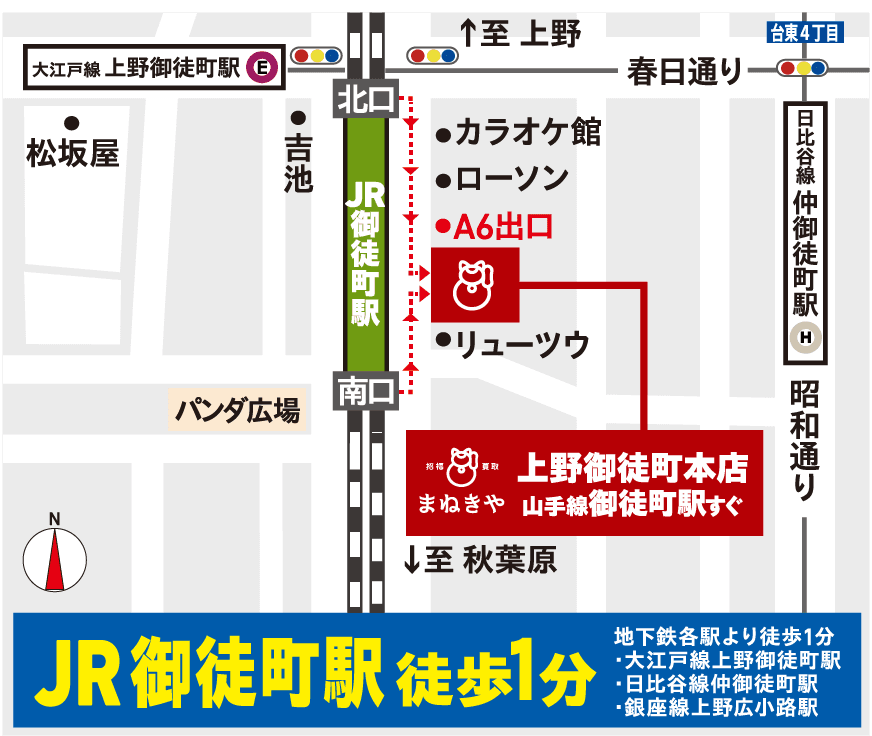 ↑至 上野
台東4丁目
大江戸線 上野御徒町駅 E
春日通り
北口
松坂屋
吉池
カラオケ館
ローソン
A6出口
JR御徒町駅
日比谷線 仲御徒町駅 H
リューツウ
南口
パンダ広場
昭和通り
招福 買取
まねきや
上野御徒町本店
山手線御徒町駅すぐ
N
↓至 秋葉原
JR御徒町駅 徒歩1分
地下鉄各駅より徒歩1分
・大江戸線上野御徒町駅
・日比谷線仲御徒町駅
・銀座線上野広小路駅